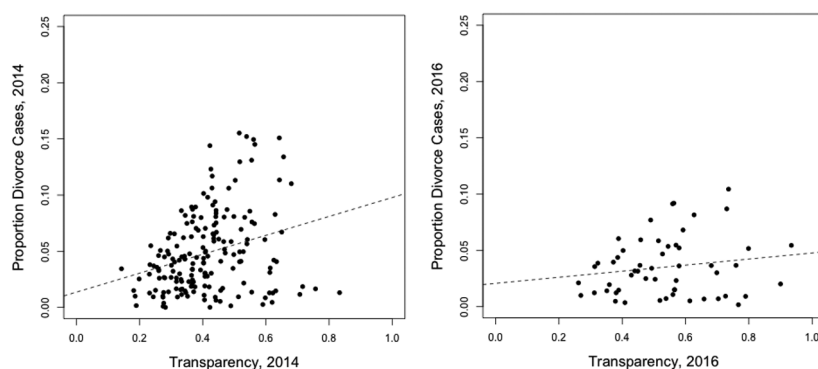 Proportion Divorce Cases, 2014
0.25
0.20
0.15
0.10
0.05
0.00
0.0 0.2 0.4 0.6 0.8 1.0
Transparency, 2014
Proportion Divorce Cases, 2016
0.25
0.20
0.15
0.10
0.05
0.00
0.0 0.2 0.4 0.6 0.8 1.0
Transparency, 2016